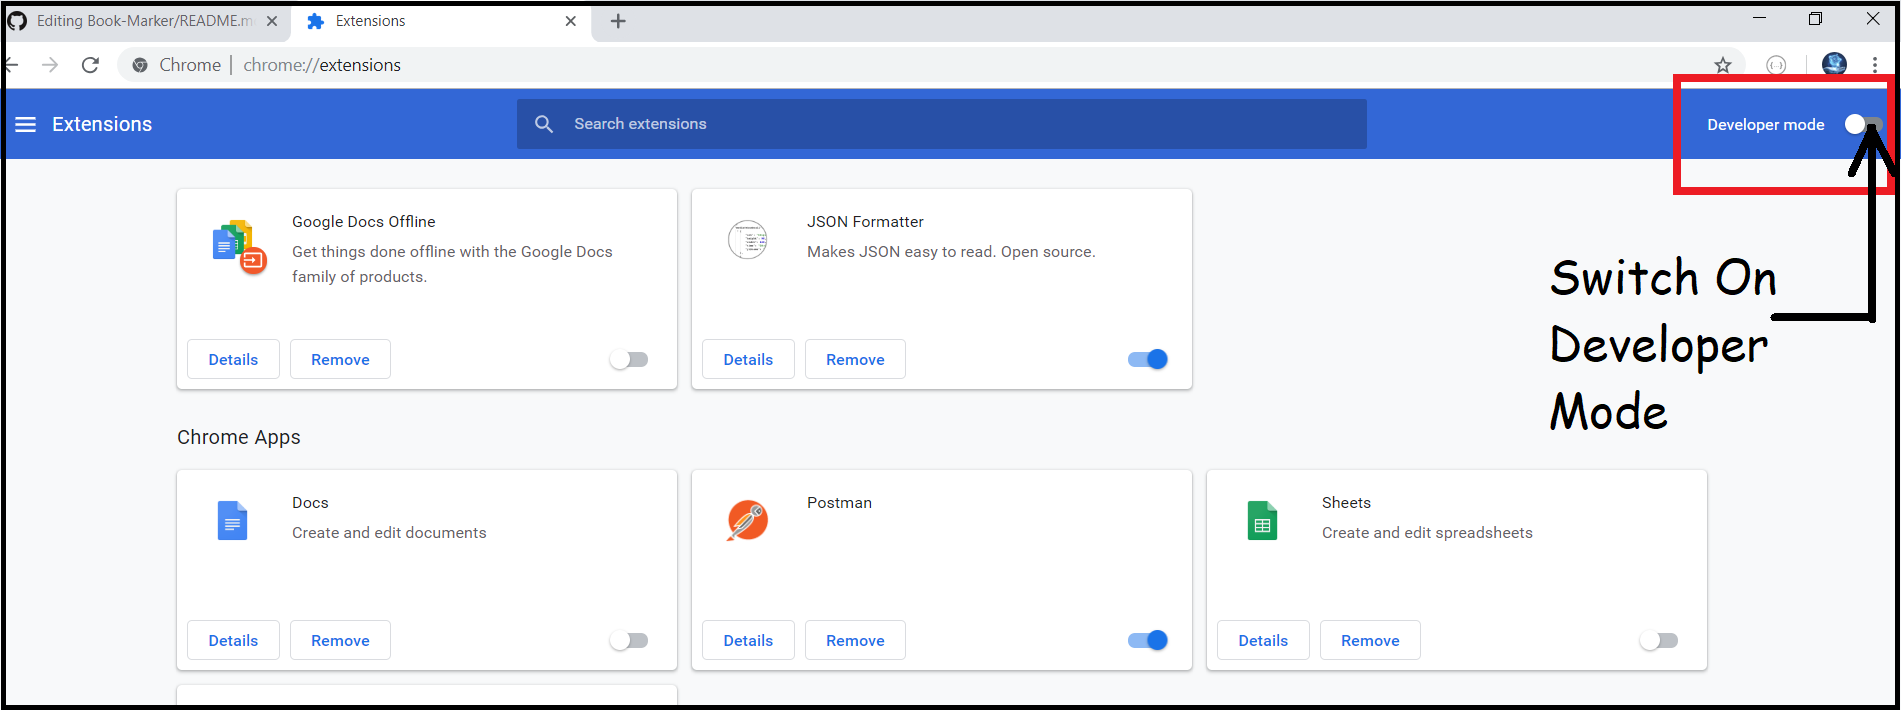 Editing Book-Marker/README.m
Extensions
Chrome
chrome://extensions
Extensions
Search extensions
Developer mode
Google Docs Offline
Get things done offline with the Google Docs
family of products.
Details
Remove
JSON Formatter
Makes JSON easy to read. Open source.
Details
Remove
Switch On
Developer
Mode
Chrome Apps
Docs
Create and edit documents
Details
Remove
Postman
Details
Remove
Sheets
Create and edit spreadsheets
Details
Remove